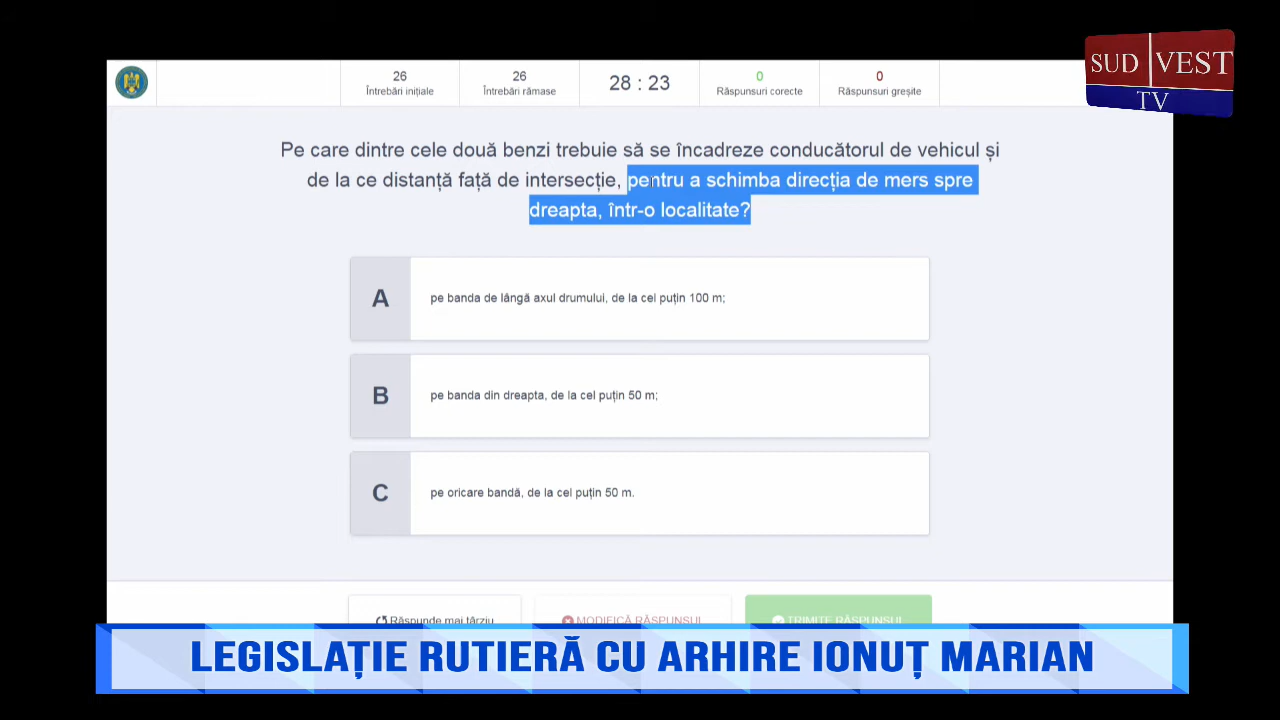 26
Întrebări inițiale
26
Întrebări rămase
28 : 23
0
Răspunsuri corecte
0
Răspunsuri greșite
SUD VEST
TV
Pe care dintre cele două benzi trebuie să se încadreze conducătorul de vehicul și
de la ce distanță față de intersecție, pentru a schimba direcția de mers spre
dreapta, într-o localitate?
A
pe banda de lângă axul drumului, de la cel puțin 100 m;
B
pe banda din dreapta, de la cel puțin 50 m;
C
pe oricare bandă, de la cel puțin 50 m.
Răspunde mai târziu
MODIFICĂ RĂSPUNSUL
TRIMITE RĂSPUNSUL
LEGISLAȚIE RUTIERĂ CU ARHIRE IONUȚ MARIAN